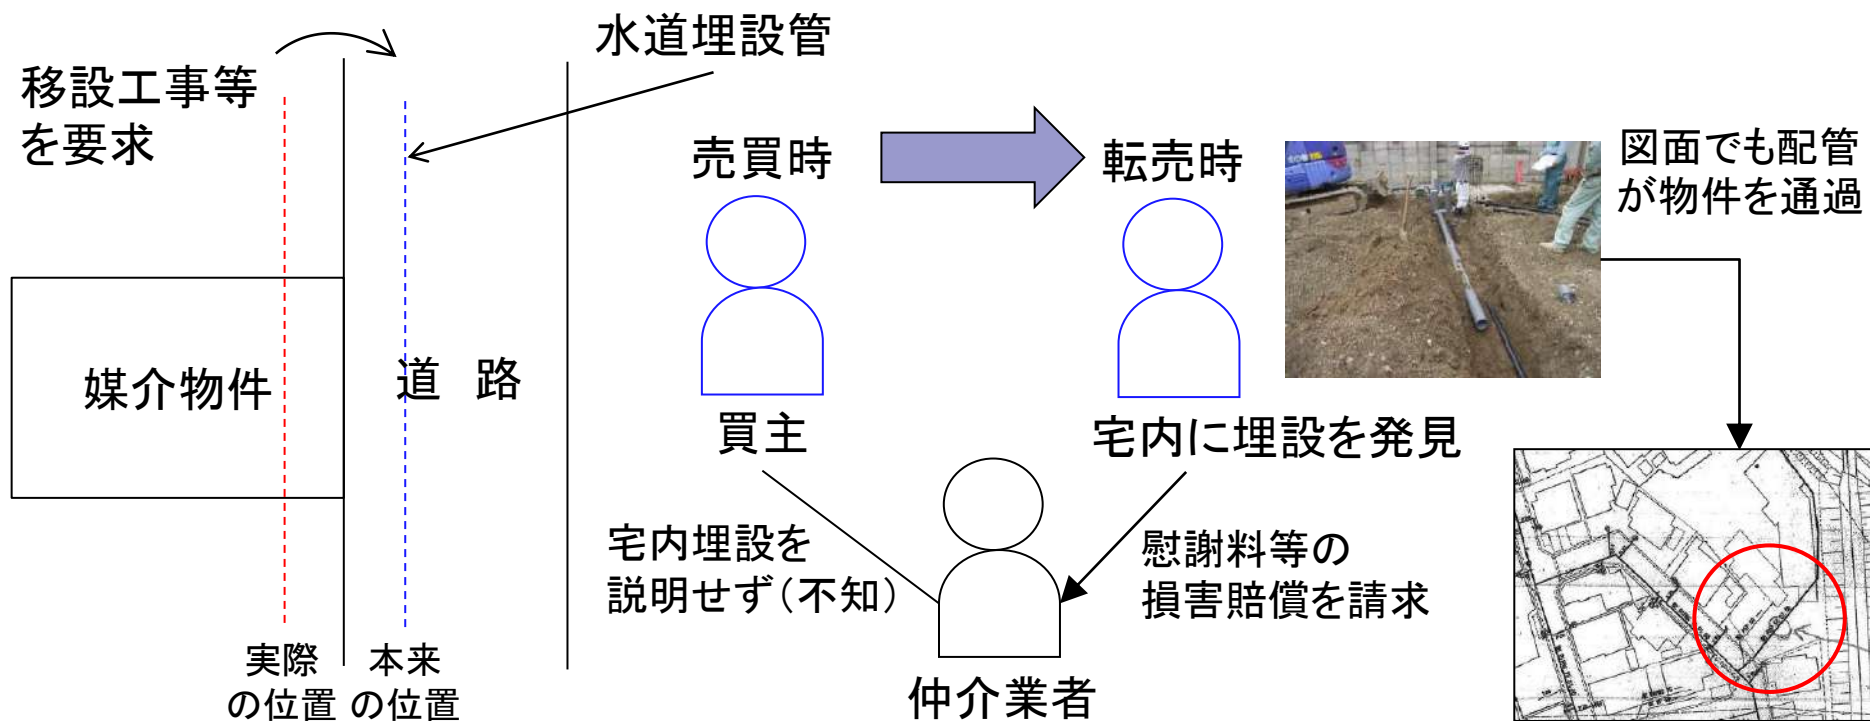 水道埋設管
移設工事等
を要求
売買時
転売時
図面でも配管
が物件を通過
媒介物件
道 路
買主
宅内に埋設を発見
宅内埋設を
説明せず(不知)
慰謝料等の
損害賠償を請求
実際
の位置
本来
の位置
仲介業者